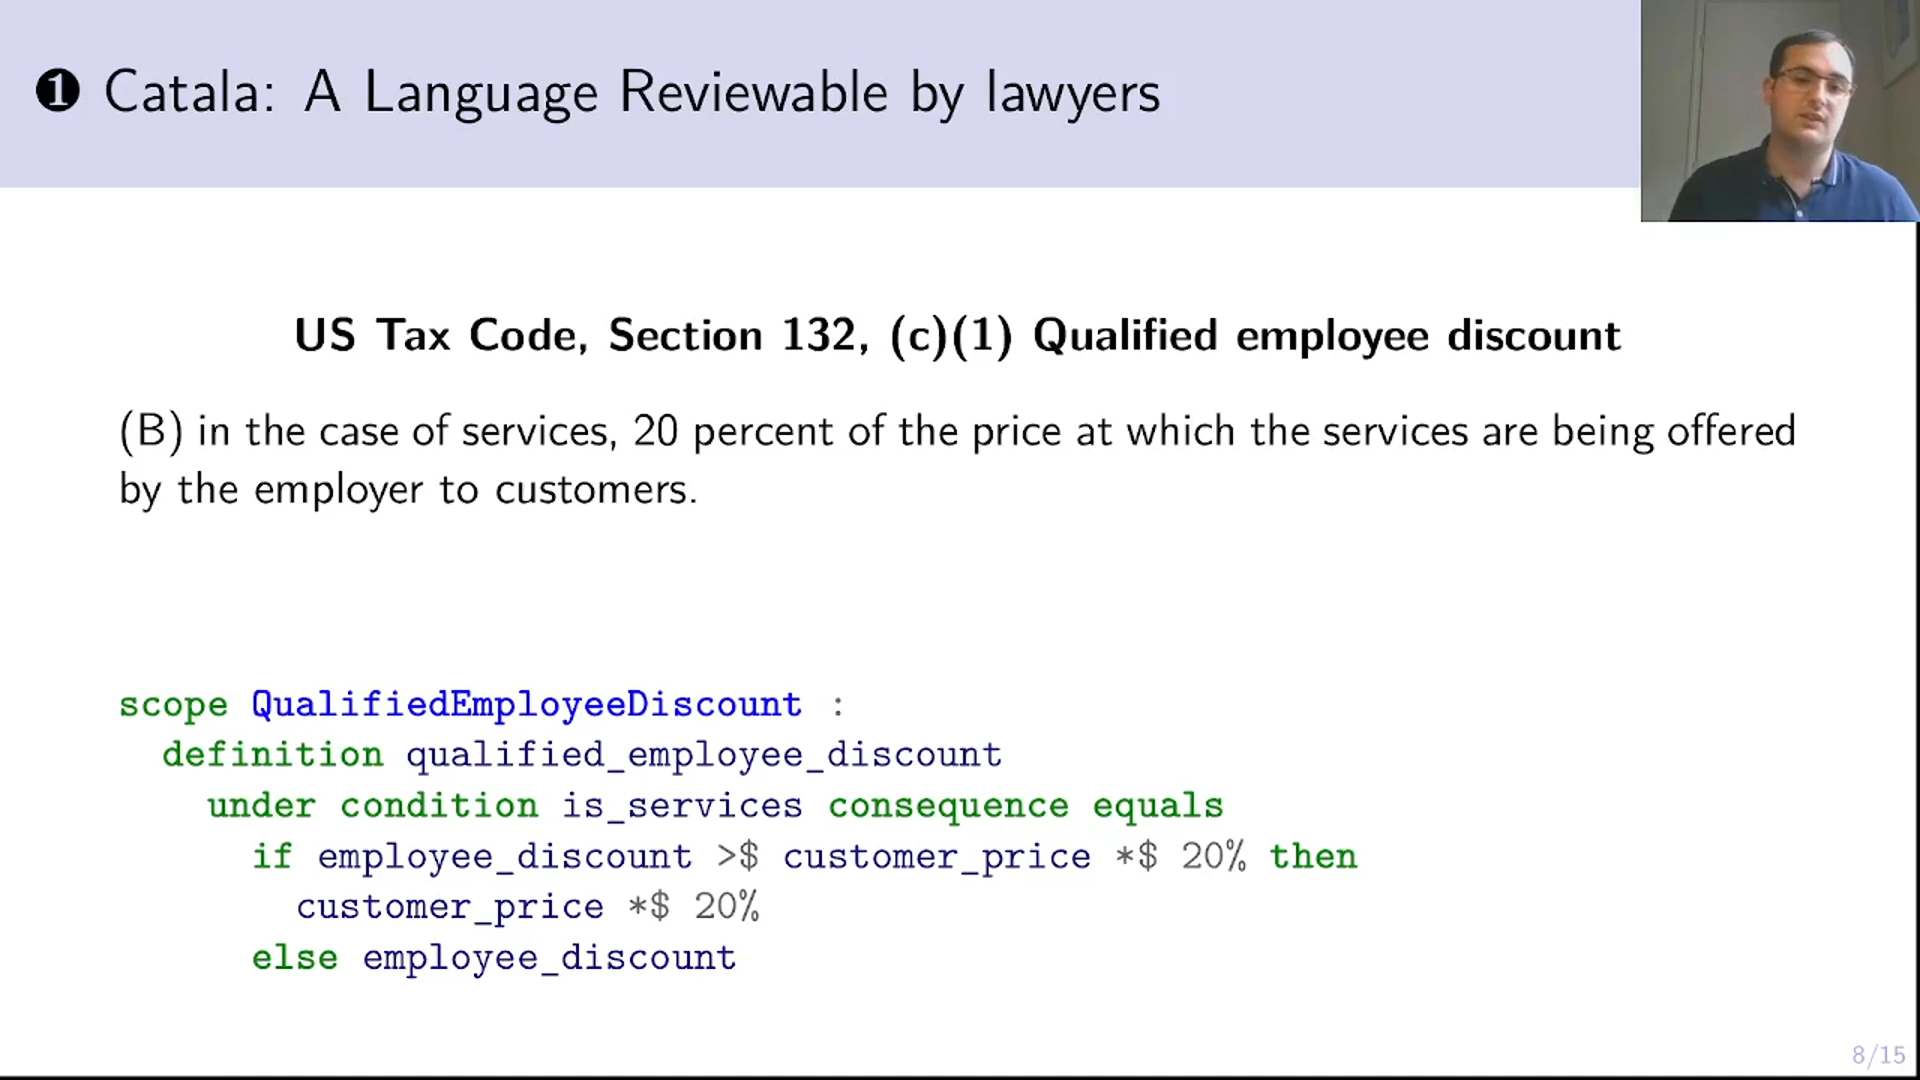 ❶ Catala: A Language Reviewable by lawyers
US Tax Code, Section 132, (c)(1) Qualified employee discount
(B) in the case of services, 20 percent of the price at which the services are being offered
by the employer to customers.
scope QualifiedEmployeeDiscount :
definition qualified_employee_discount
under condition is_services consequence equals
if employee_discount >$ customer_price *$ 20% then
customer_price *$ 20%
else employee_discount
8/15